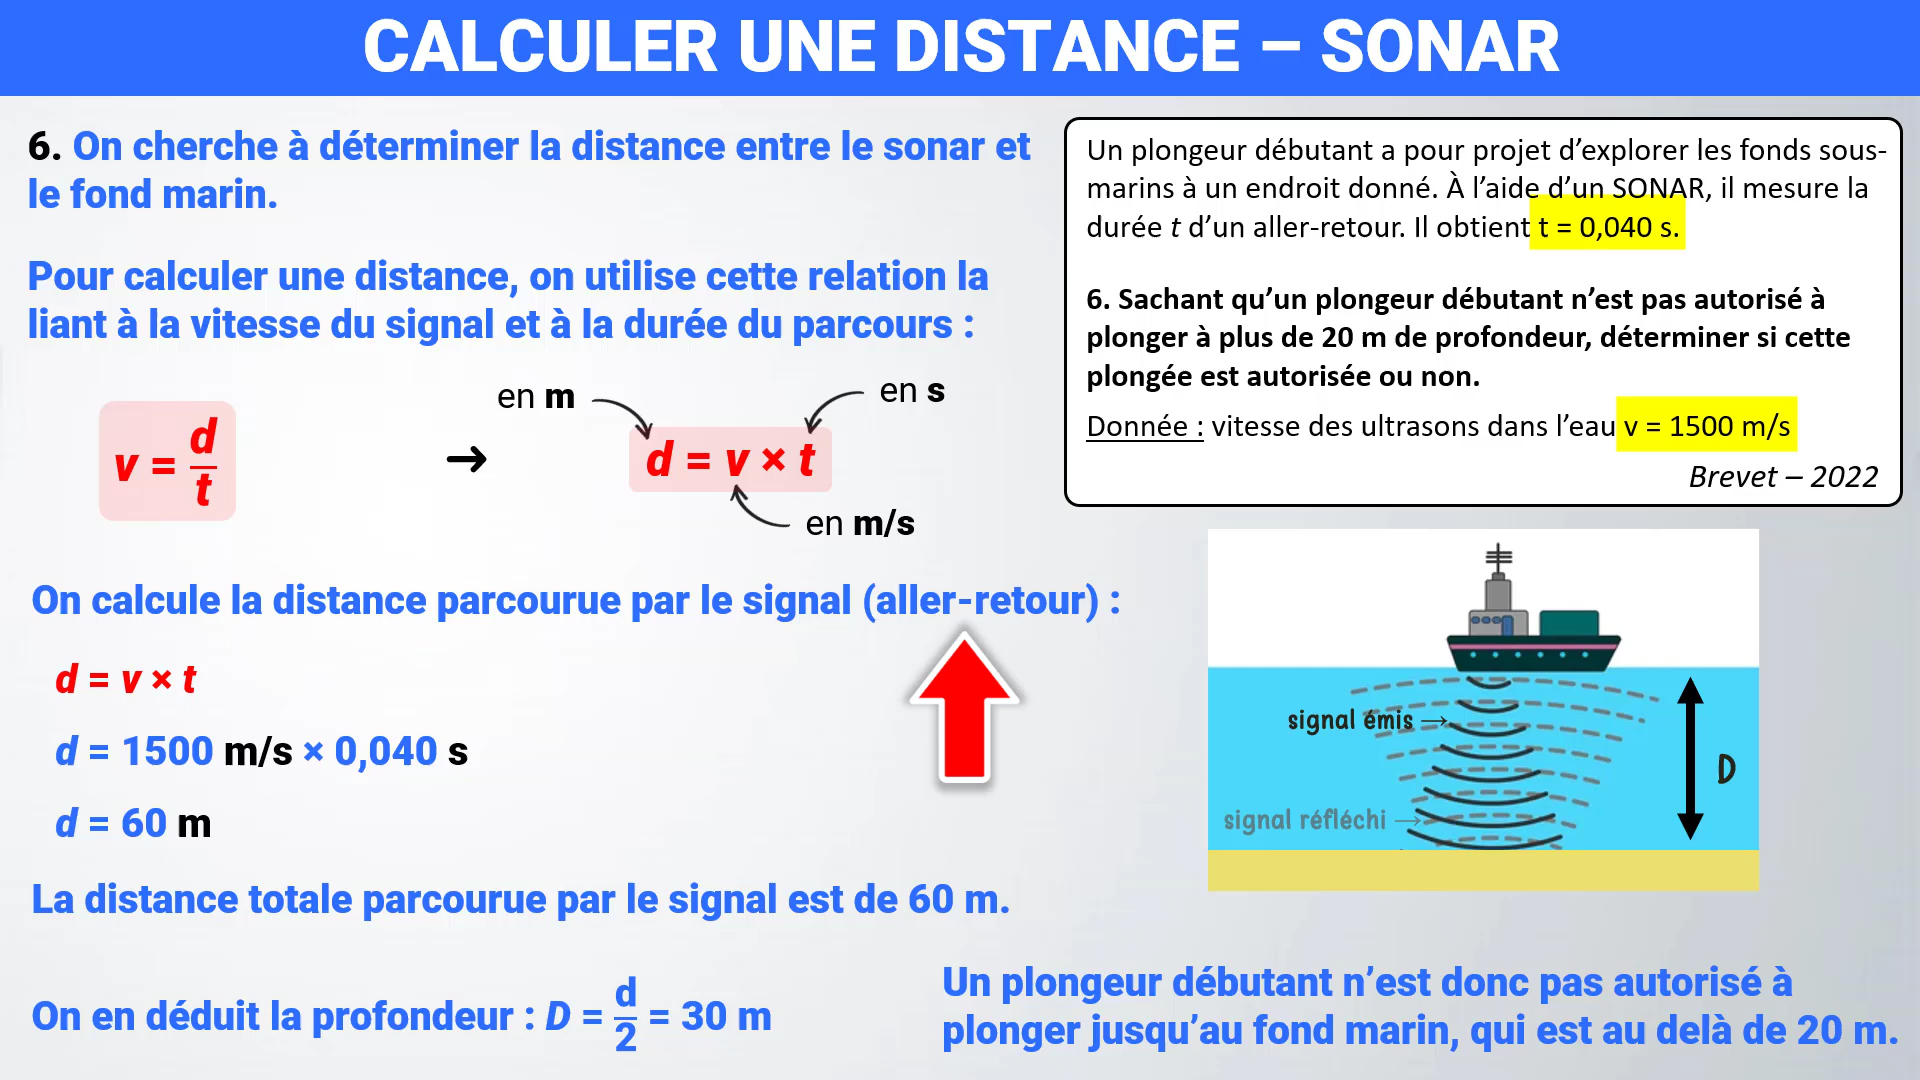 CALCULER UNE DISTANCE – SONAR
6. On cherche à déterminer la distance entre le sonar et
le fond marin.
Pour calculer une distance, on utilise cette relation la
liant à la vitesse du signal et à la durée du parcours :
v = d/t
→
en m
en s
d = v × t
en m/s
On calcule la distance parcourue par le signal (aller-retour) :
d = v × t
d = 1500 m/s × 0,040 s
d = 60 m
La distance totale parcourue par le signal est de 60 m.
On en déduit la profondeur : D = d/2 = 30 m
Un plongeur débutant a pour projet d’explorer les fonds sous-
marins à un endroit donné. À l’aide d’un SONAR, il mesure la
durée t d’un aller-retour. Il obtient t = 0,040 s.
6. Sachant qu’un plongeur débutant n’est pas autorisé à
plonger à plus de 20 m de profondeur, déterminer si cette
plongée est autorisée ou non.
Donnée : vitesse des ultrasons dans l’eau v = 1500 m/s
Brevet – 2022
signal émis →
D
signal réfléchi →
Un plongeur débutant n’est donc pas autorisé à
plonger jusqu’au fond marin, qui est au delà de 20 m.